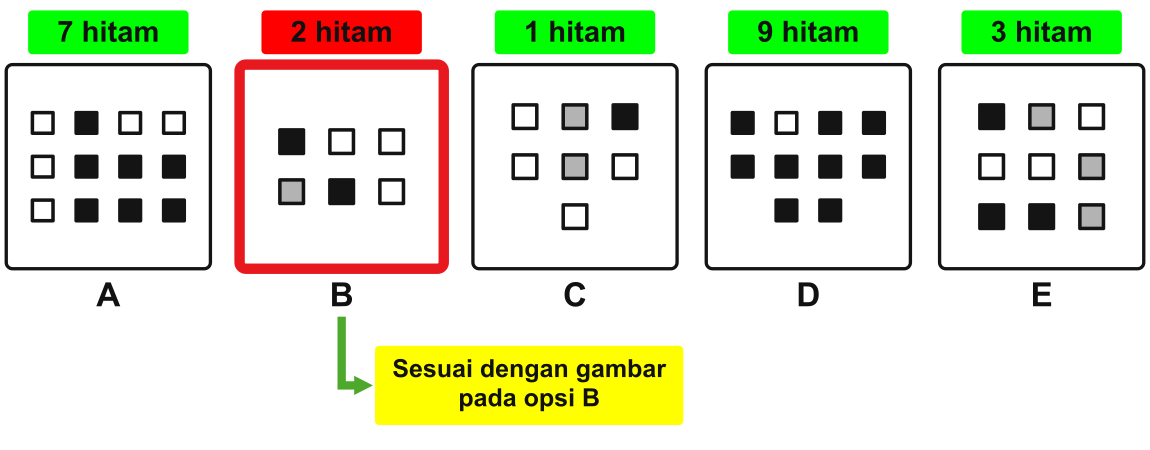 7 hitam
2 hitam
1 hitam
9 hitam
3 hitam
A
B
C
D
E
Sesuai dengan gambar
pada opsi B